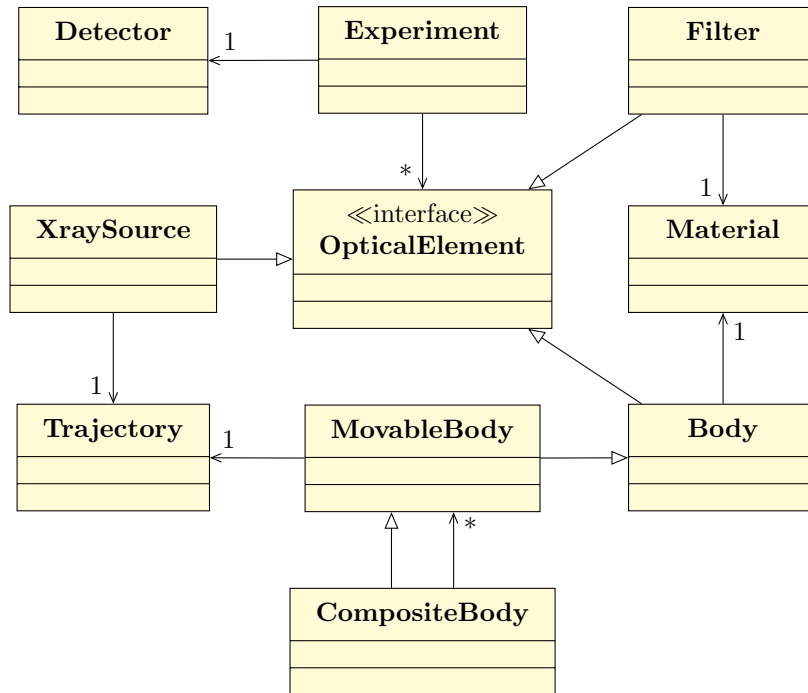 Detector
1
Experiment
Filter
*
1
XraySource
≪interface≫
OpticalElement
Material
1
1
Trajectory
1
MovableBody
Body
*
CompositeBody